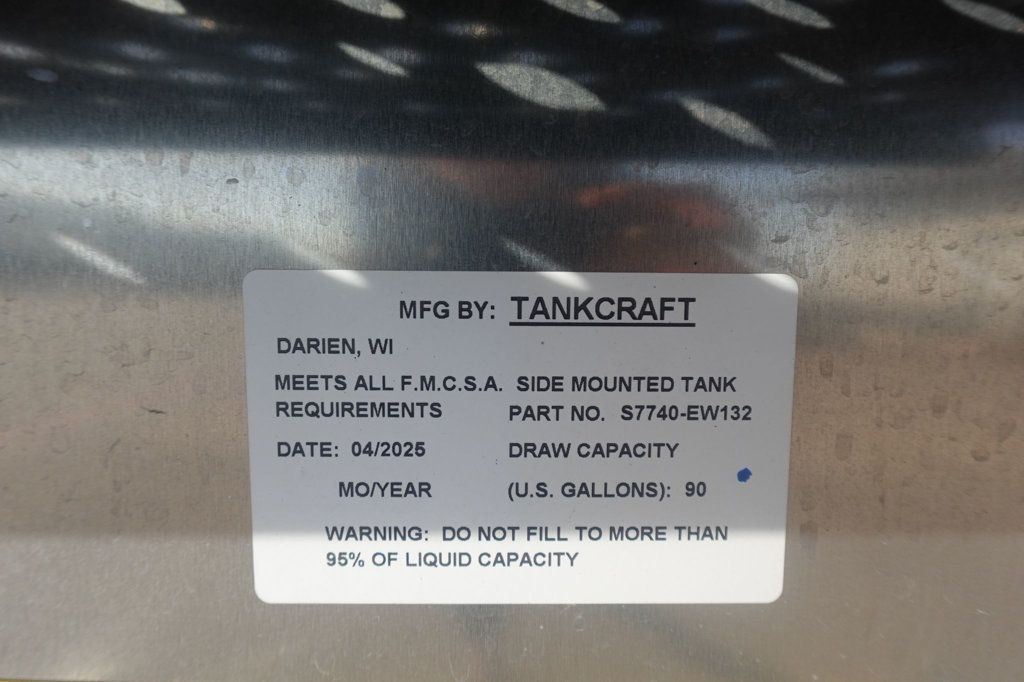 MFG BY: TANKCRAFT
DARIEN, WI
MEETS ALL F.M.C.S.A. SIDE MOUNTED TANK
REQUIREMENTS PART NO. S7740-EW132
DATE: 04/2025 DRAW CAPACITY
MO/YEAR (U.S. GALLONS): 90
WARNING: DO NOT FILL TO MORE THAN
95% OF LIQUID CAPACITY